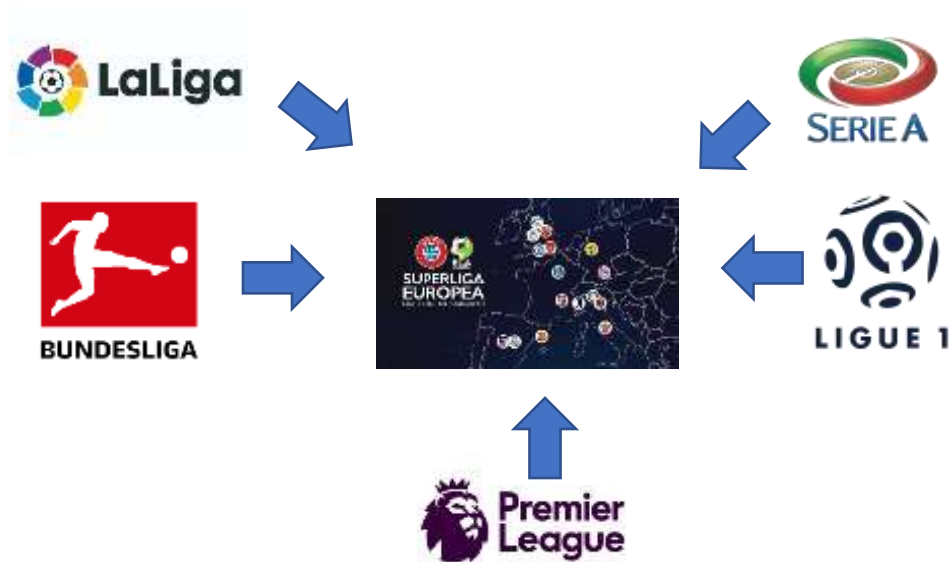 LaLiga
SERIE A
SUPERLIGA
EUROPEA
BUNDESLIGA
LIGUE 1
Premier
League